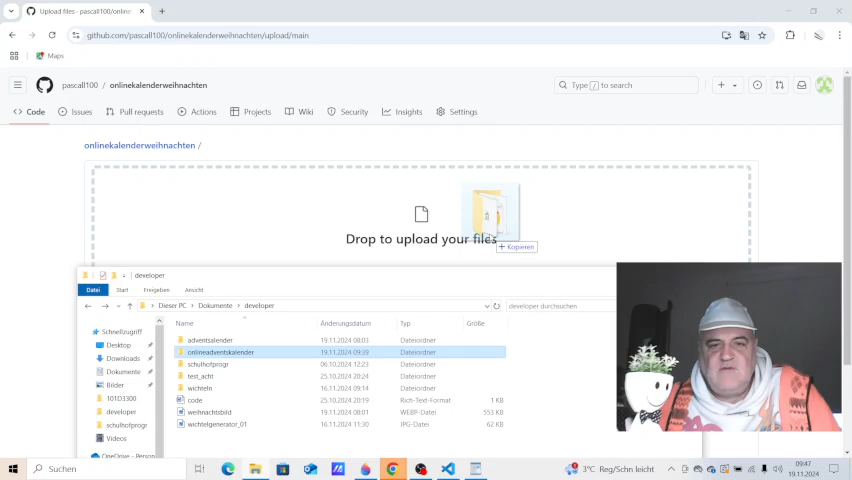 Upload files - pascall100/online
github.com/pascall100/onlinekalenderweihnachten/upload/main
Maps
pascall100 / onlinekalenderweihnachten
Type / to search
Code
Issues
Pull requests
Actions
Projects
Wiki
Security
Insights
Settings
onlinekalenderweihnachten /
Drop to upload your files
Kopieren
developer
Datei Start Freigeben Ansicht
Dieser PC > Dokumente > developer
developer durchsuchen
Name Änderungsdatum Typ Größe
Schnellzugriff
Desktop
Downloads
Dokumente
Bilder
101D3300
developer
schulhofprogr
Videos
OneDrive - Person
adventsalender 19.11.2024 08:03 Dateiordner
onlineadventskalender 19.11.2024 09:39 Dateiordner
schulhofprogr 06.10.2024 12:23 Dateiordner
test_acht 25.10.2024 20:24 Dateiordner
wichteln 16.11.2024 09:14 Dateiordner
code 25.10.2024 20:19 Rich-Text-Format 1 KB
weihnachtsbild 19.11.2024 08:01 WEBP-Datei 553 KB
wichtelgenerator_01 16.11.2024 11:30 JPG-Datei 62 KB
Suchen
3°C Reg/Schn leicht
09:47
19.11.2024